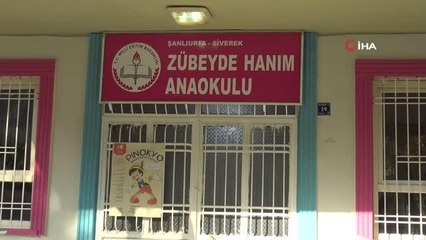 İHA
ŞANLIURFA - SİVEREK
ZÜBEYDE HANIM
ANAOKULU
39
PİNOKYO